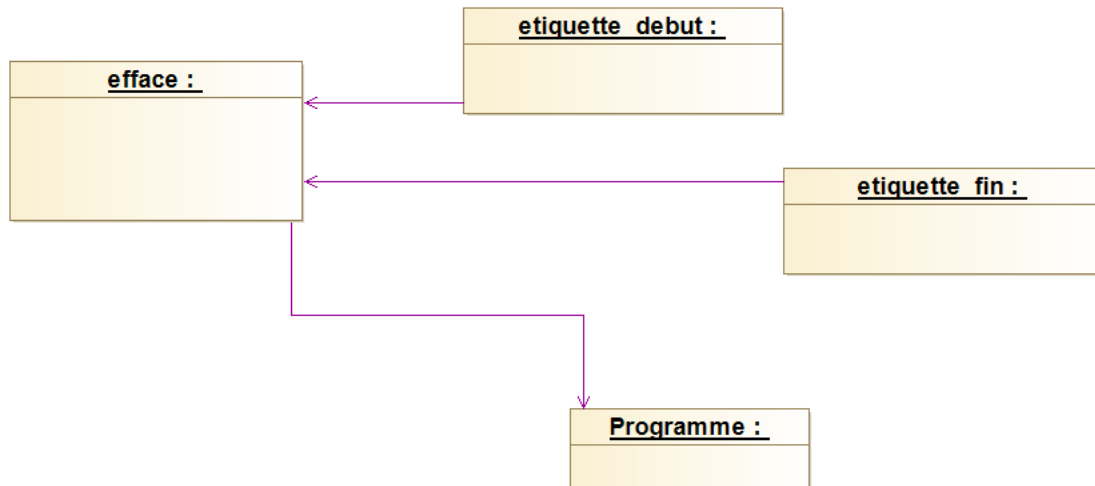 etiquette_debut :
efface :
etiquette_fin :
Programme :